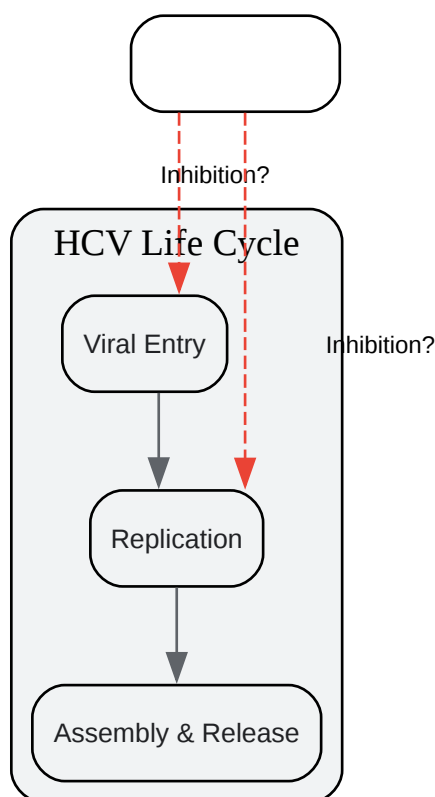 Inhibition?
HCV Life Cycle
Viral Entry
Inhibition?
Replication
Assembly & Release